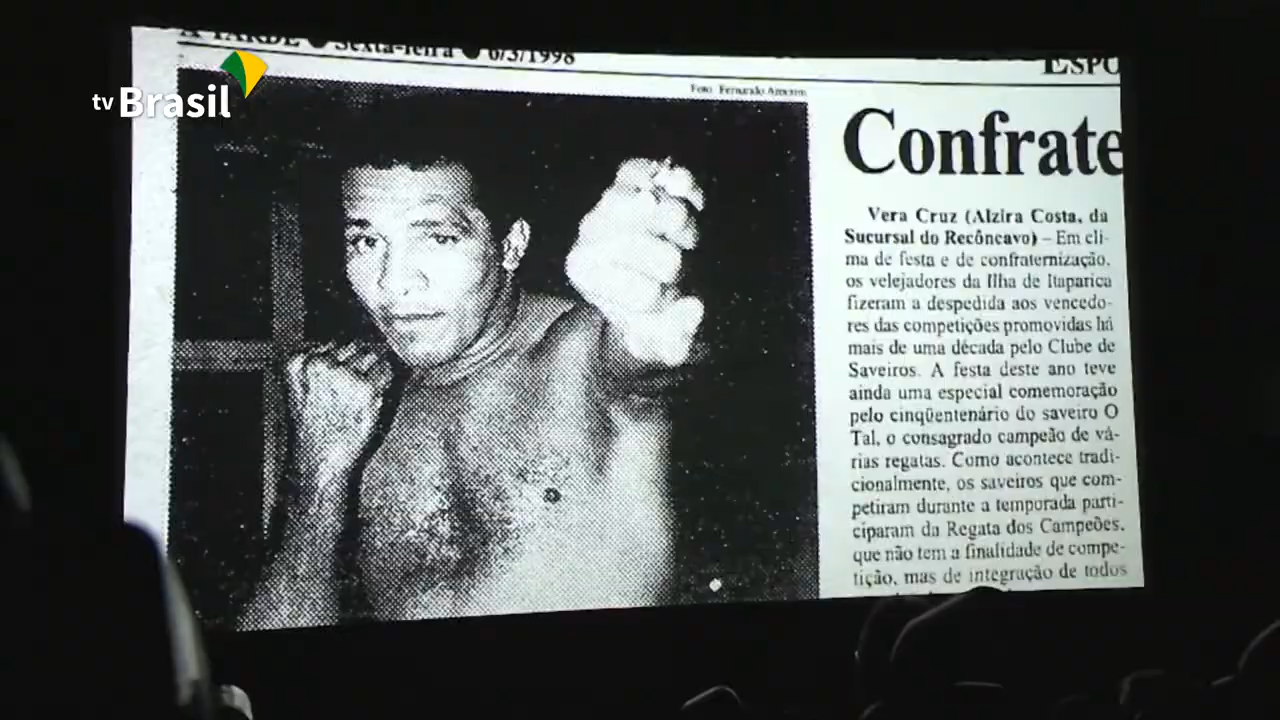 A TARDE ● Sexta-feira ● 6/3/1998
ESPO
tv Brasil
Foto Fernando Amorim
Confrate
Vera Cruz (Alzira Costa, da
Sucursal do Recôncavo) – Em cli-
ma de festa e de confraternização,
os velejadores da Ilha de Itaparica
fizeram a despedida aos vencedo-
res das competições promovidas há
mais de uma década pelo Clube de
Saveiros. A festa deste ano teve
ainda uma especial comemoração
pelo cinqüentenário do saveiro O
Tal, o consagrado campeão de vá-
rias regatas. Como acontece tradi-
cionalmente, os saveiros que com-
petiram durante a temporada parti-
ciparam da Regata dos Campeões,
que não tem a finalidade de compe-
tição, mas de integração de todos